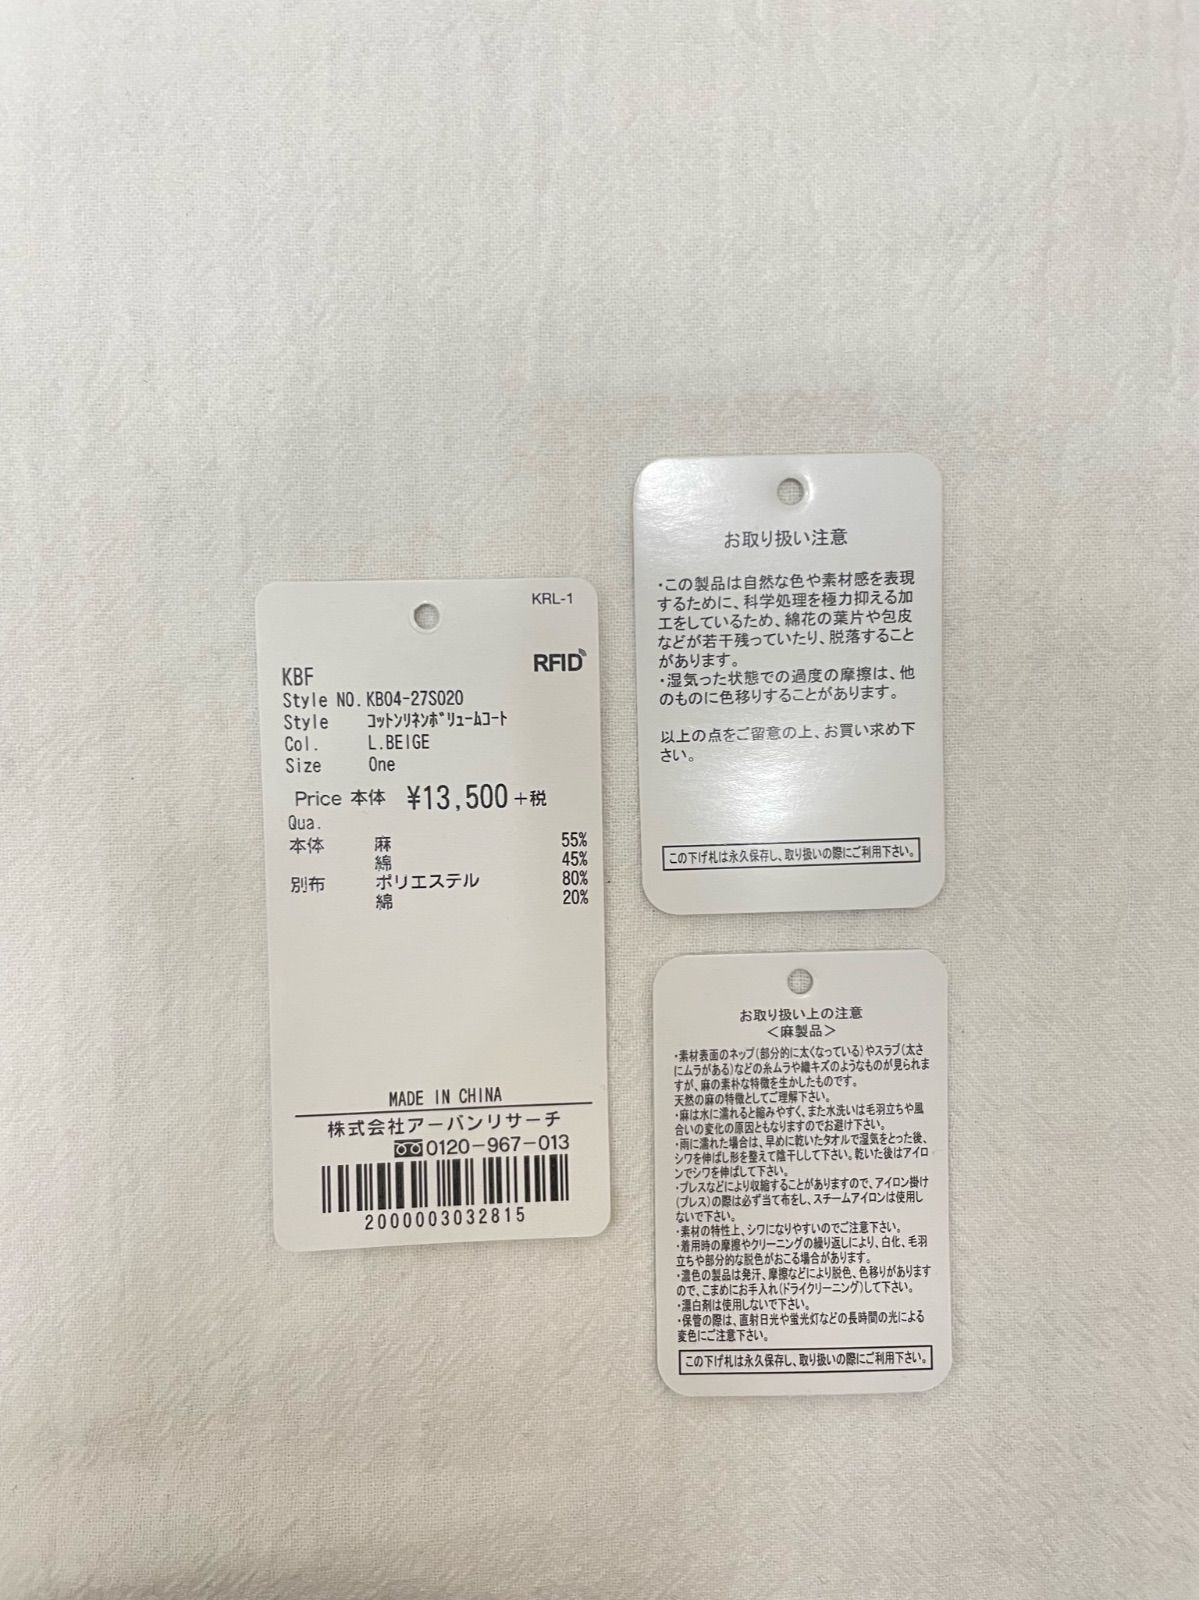 KRL-1
RFID
KBF
Style NO. KB04-27S020
Style コットンリネンボリュームコート
Col. L.BEIGE
Size One
Price 本体 ¥13,500+税
Qua.
本体 麻 55%
綿 45%
別布 ポリエステル 80%
綿 20%
MADE IN CHINA
株式会社アーバンリサーチ
0120-967-013
2000003032815
お取り扱い注意
・この製品は自然な色や素材感を表現
するために、科学処理を極力抑える加
工をしているため、綿花の葉片や包皮
などが若干残っていたり、脱落すること
があります。
・湿気った状態での過度の摩擦は、他
のものに色移りすることがあります。
以上の点をご留意の上、お買い求め下
さい。
この下げ札は永久保存し、取り扱いの際にご利用下さい。
お取り扱い上の注意
<麻製品>
・素材表面のネップ(部分的に太くなっている)やスラブ(太さ
にムラがある)などの糸ムラや織キズのようなものが見られま
すが、麻の素朴な特徴を生かしたものです。
天然の麻の特徴としてご理解下さい。
・麻は水に濡れると縮みやすく、また水洗いは毛羽立ちや風
合いの変化の原因ともなりますのでお避け下さい。
・雨に濡れた場合は、早めに乾いたタオルで湿気をとった後、
シワを伸ばし形を整えて陰干しして下さい。乾いた後はアイロ
ンでシワを伸ばして下さい。
・プレスなどにより収縮することがありますので、アイロン掛け
(プレス)の際は必ず当て布をし、スチームアイロンは使用し
ないで下さい。
・素材の特性上、シワになりやすいのでご注意下さい。
・着用時の摩擦やクリーニングの繰り返しにより、白化、毛羽
立ちや部分的な脱色がおこる場合があります。
・濃色の製品は発汗、摩擦などにより脱色、色移りがあります
ので、こまめにお手入れ(ドライクリーニング)して下さい。
・漂白剤は使用しないで下さい。
・保管の際は、直射日光や蛍光灯などの長時間の光による
変色にご注意下さい。
この下げ札は永久保存し、取り扱いの際にご利用下さい。